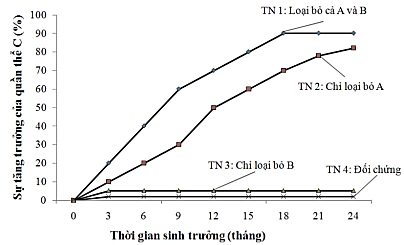 TN 1: Loại bỏ cả A và B
TN 2: Chỉ loại bỏ A
TN 3: Chỉ loại bỏ B
TN 4: Đối chứng
Sự tăng trưởng của quần thể C (%)
100
90
80
70
60
50
40
30
20
10
0
0 3 6 9 12 15 18 21 24
Thời gian sinh trưởng (tháng)